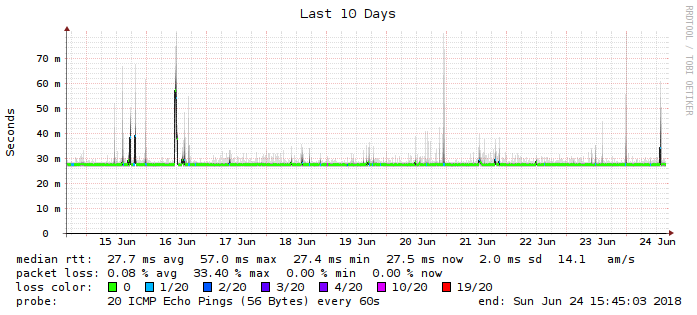 Last 10 Days
RRDTOOL / TOBI OETIKER
Seconds
70 m
60 m
50 m
40 m
30 m
20 m
10 m
0
15 Jun 16 Jun 17 Jun 18 Jun 19 Jun 20 Jun 21 Jun 22 Jun 23 Jun 24 Jun
median rtt: 27.7 ms avg 57.0 ms max 27.4 ms min 27.5 ms now 2.0 ms sd 14.1 am/s
packet loss: 0.08 % avg 33.40 % max 0.00 % min 0.00 % now
loss color: 0 1/20 2/20 3/20 4/20 10/20 19/20
probe: 20 ICMP Echo Pings (56 Bytes) every 60s end: Sun Jun 24 15:45:03 2018